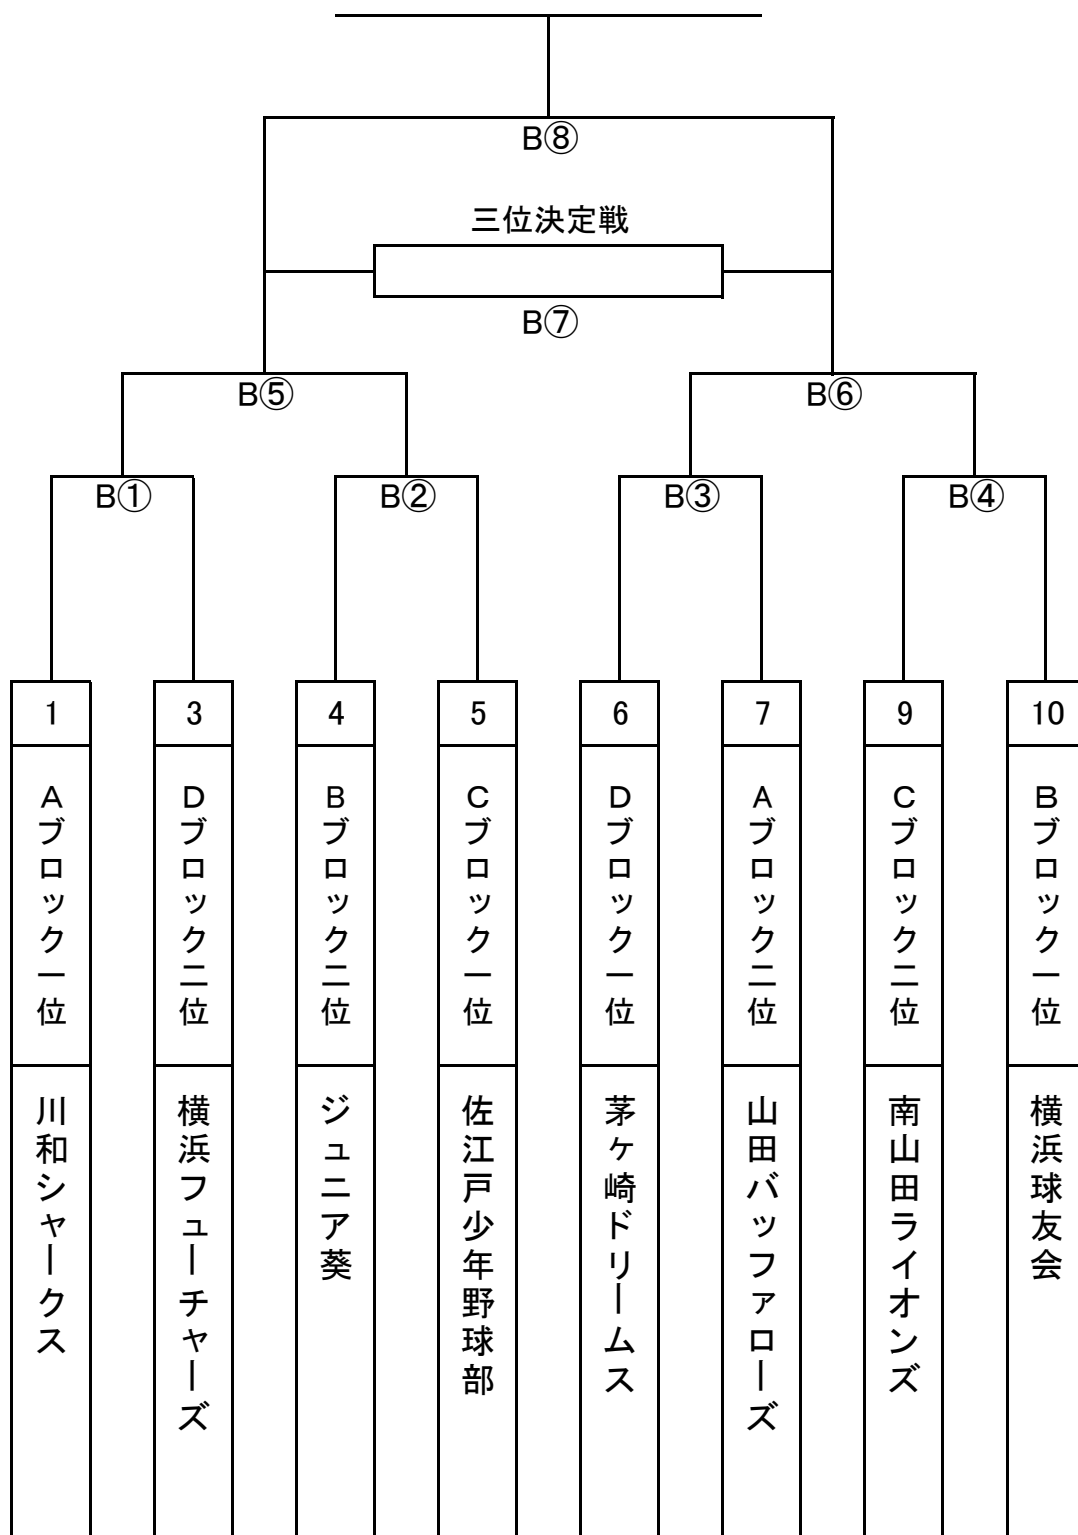 B⑧
三位決定戦
B⑦
B⑤
B⑥
B①
B②
B③
B④
1
3
4
5
6
7
9
10
Aブロック一位
Dブロック二位
Bブロック二位
Cブロック一位
Dブロック一位
Aブロック二位
Cブロック二位
Bブロック一位
川和シャークス
横浜フューチャーズ
ジュニア葵
佐江戸少年野球部
茅ヶ崎ドリームス
山田バッファローズ
南山田ライオンズ
横浜球友会